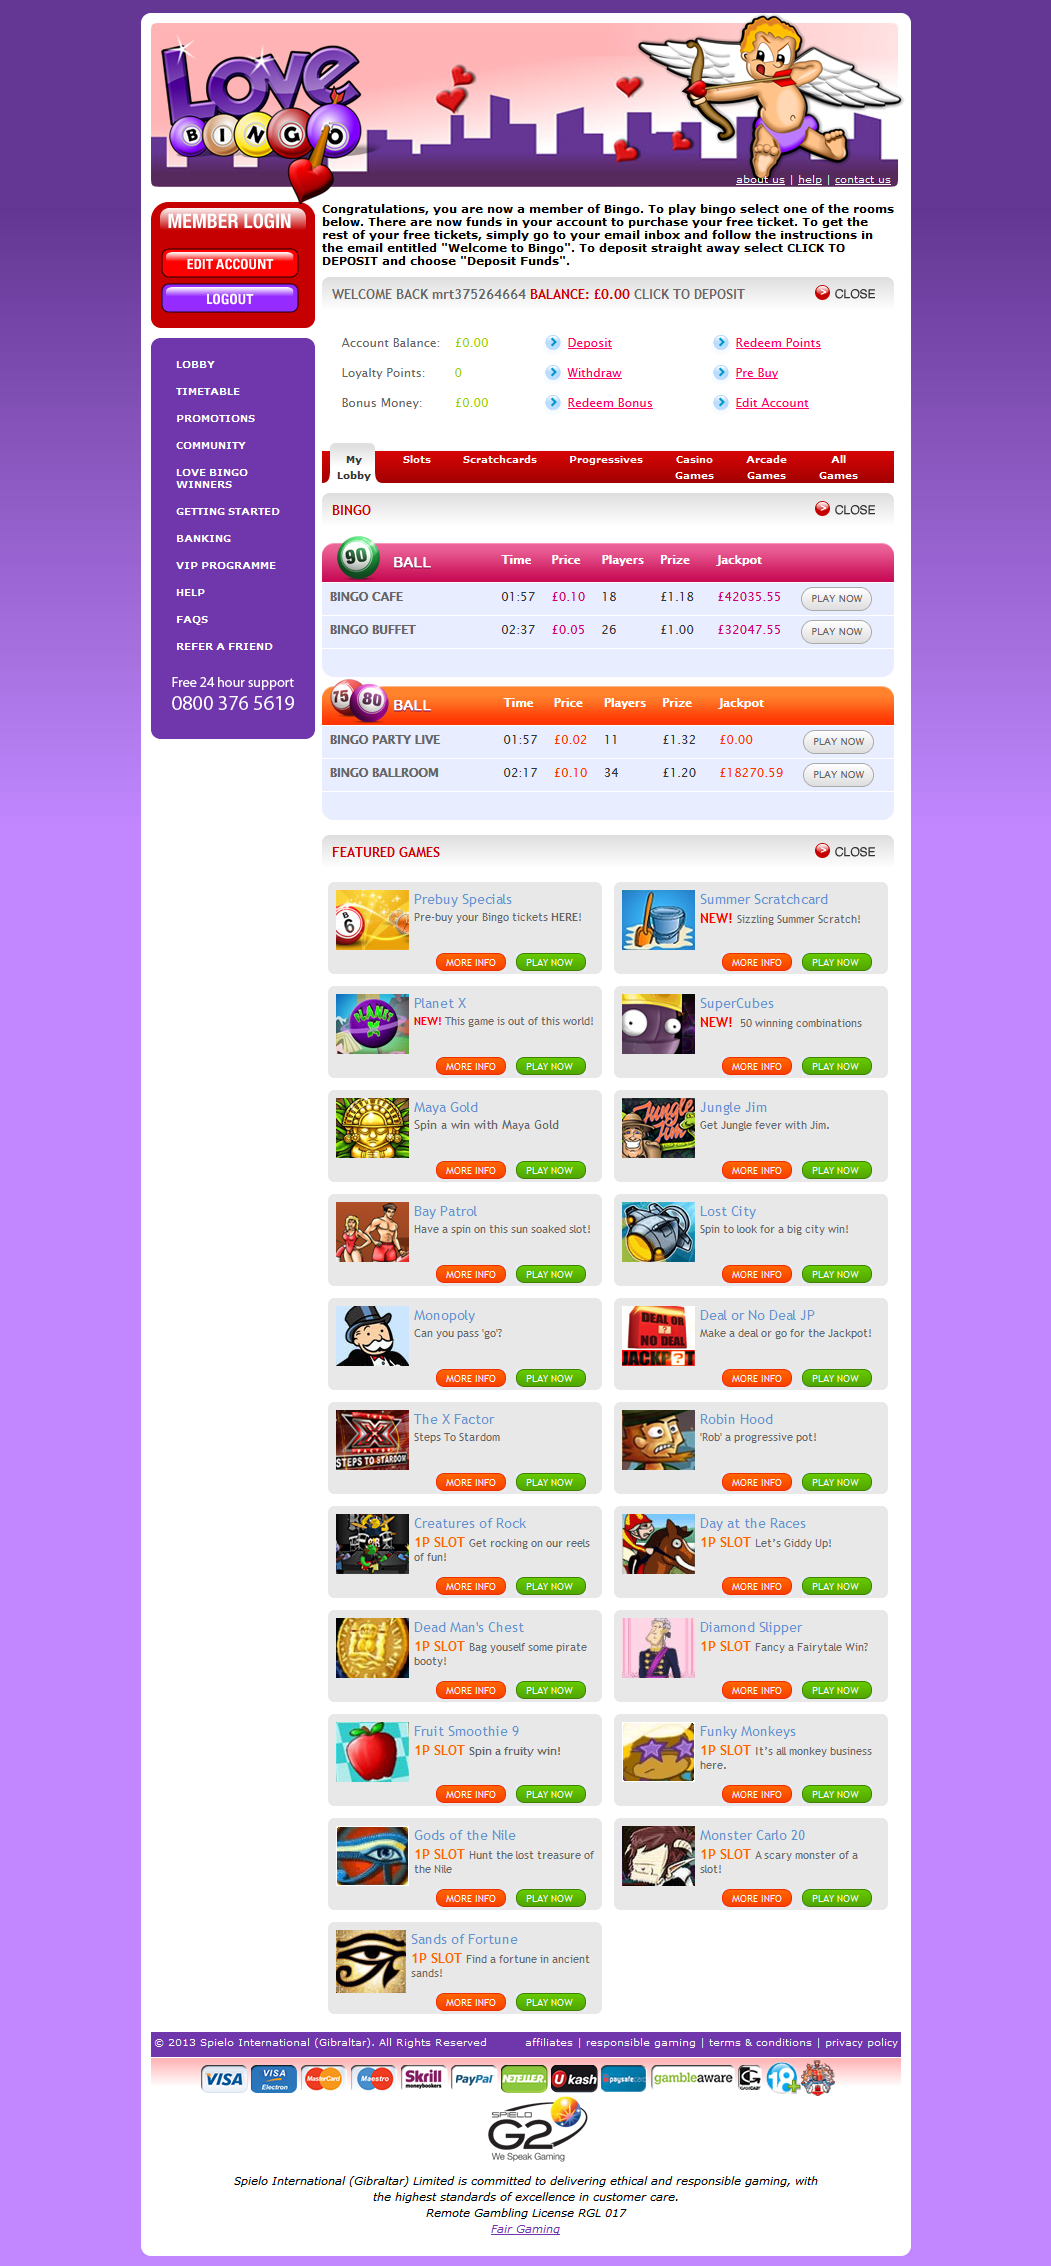 LOVE
BINGO
about us | help | contact us
MEMBER LOGIN
EDIT ACCOUNT
LOGOUT
LOBBY
TIMETABLE
PROMOTIONS
COMMUNITY
LOVE BINGO
WINNERS
GETTING STARTED
BANKING
VIP PROGRAMME
HELP
FAQS
REFER A FRIEND
Free 24 hour support
0800 376 5619
Congratulations, you are now a member of Bingo. To play bingo select one of the rooms
below. There are now funds in your account to purchase your free ticket. To get the
rest of your free tickets, simply go to your email inbox and follow the instructions in
the email entitled "Welcome to Bingo". To deposit straight away select CLICK TO
DEPOSIT and choose "Deposit Funds".
WELCOME BACK mrt375264664 BALANCE: £0.00 CLICK TO DEPOSIT CLOSE
Account Balance: £0.00 Deposit Redeem Points
Loyalty Points: 0 Withdraw Pre Buy
Bonus Money: £0.00 Redeem Bonus Edit Account
My Slots Scratchcards Progressives Casino Arcade All
Lobby Games Games Games
BINGO CLOSE
90 BALL Time Price Players Prize Jackpot
BINGO CAFE 01:57 £0.10 18 £1.18 £42035.55 PLAY NOW
BINGO BUFFET 02:37 £0.05 26 £1.00 £32047.55 PLAY NOW
75 80 BALL Time Price Players Prize Jackpot
BINGO PARTY LIVE 01:57 £0.02 11 £1.32 £0.00 PLAY NOW
BINGO BALLROOM 02:17 £0.10 34 £1.20 £18270.59 PLAY NOW
FEATURED GAMES CLOSE
B
6
Prebuy Specials
Pre-buy your Bingo tickets HERE!
MORE INFO PLAY NOW
Summer Scratchcard
NEW! Sizzling Summer Scratch!
MORE INFO PLAY NOW
PLANET
X
Planet X
NEW! This game is out of this world!
MORE INFO PLAY NOW
SuperCubes
NEW! 50 winning combinations
MORE INFO PLAY NOW
Maya Gold
Spin a win with Maya Gold
MORE INFO PLAY NOW
Jungle
Jim
Jungle Jim
Get Jungle fever with Jim.
MORE INFO PLAY NOW
Bay Patrol
Have a spin on this sun soaked slot!
MORE INFO PLAY NOW
Lost City
Spin to look for a big city win!
MORE INFO PLAY NOW
Monopoly
Can you pass 'go'?
MORE INFO PLAY NOW
DEAL OR
?
NO DEAL
JACKP?T
Deal or No Deal JP
Make a deal or go for the Jackpot!
MORE INFO PLAY NOW
X
FACTOR
STEPS TO STARDOM
The X Factor
Steps To Stardom
MORE INFO PLAY NOW
Robin Hood
'Rob' a progressive pot!
MORE INFO PLAY NOW
Creatures of Rock
1P SLOT Get rocking on our reels
of fun!
MORE INFO PLAY NOW
Day at the Races
1P SLOT Let's Giddy Up!
MORE INFO PLAY NOW
Dead Man's Chest
1P SLOT Bag youself some pirate
booty!
MORE INFO PLAY NOW
Diamond Slipper
1P SLOT Fancy a Fairytale Win?
MORE INFO PLAY NOW
Fruit Smoothie 9
1P SLOT Spin a fruity win!
MORE INFO PLAY NOW
Funky Monkeys
1P SLOT It's all monkey business
here.
MORE INFO PLAY NOW
Gods of the Nile
1P SLOT Hunt the lost treasure of
the Nile
MORE INFO PLAY NOW
Monster Carlo 20
1P SLOT A scary monster of a
slot!
MORE INFO PLAY NOW
Sands of Fortune
1P SLOT Find a fortune in ancient
sands!
MORE INFO PLAY NOW
© 2013 Spielo International (Gibraltar). All Rights Reserved affiliates | responsible gaming | terms & conditions | privacy policy
VISA VISA Electron MasterCard Maestro Skrill moneybookers PayPal NETELLER Ukash paysafecard gambleaware GAMCARE 18+
SPIELO
G2
We Speak Gaming
Spielo International (Gibraltar) Limited is committed to delivering ethical and responsible gaming, with
the highest standards of excellence in customer care.
Remote Gambling License RGL 017
Fair Gaming